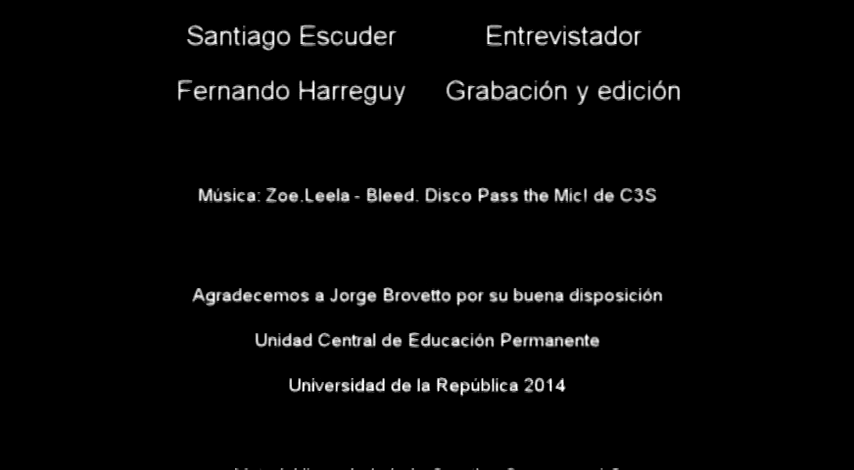 Santiago Escuder Entrevistador
Fernando Harreguy Grabación y edición
Música: Zoe.Leela - Bleed. Disco Pass the Mic! de C3S
Agradecemos a Jorge Brovetto por su buena disposición
Unidad Central de Educación Permanente
Universidad de la República 2014